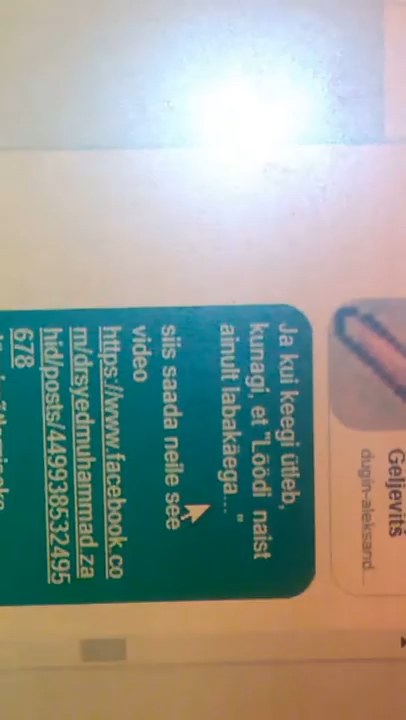 Geljevitš
dugin-aleksand...
Ja kui keegi ütleb,
kunagi, et "Löödi naist
ainult labakäega...
"
siis saada neile see
video
https://www.facebook.co
m/drsyedmuhammad.za
hid/posts/449938532495
678